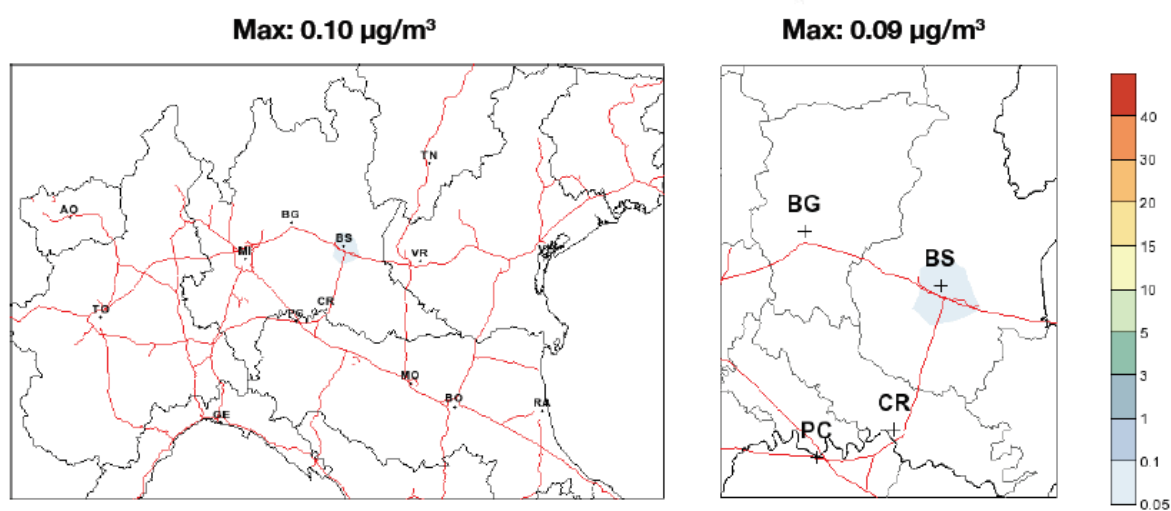 Max: 0.10 µg/m³
Max: 0.09 µg/m³
TN
AO
BG
BS
MI
VR
TO
PC
CR
MO
BO
RA
GE
BG
BS
CR
PC
40
30
20
15
10
5
3
1
0.1
0.05